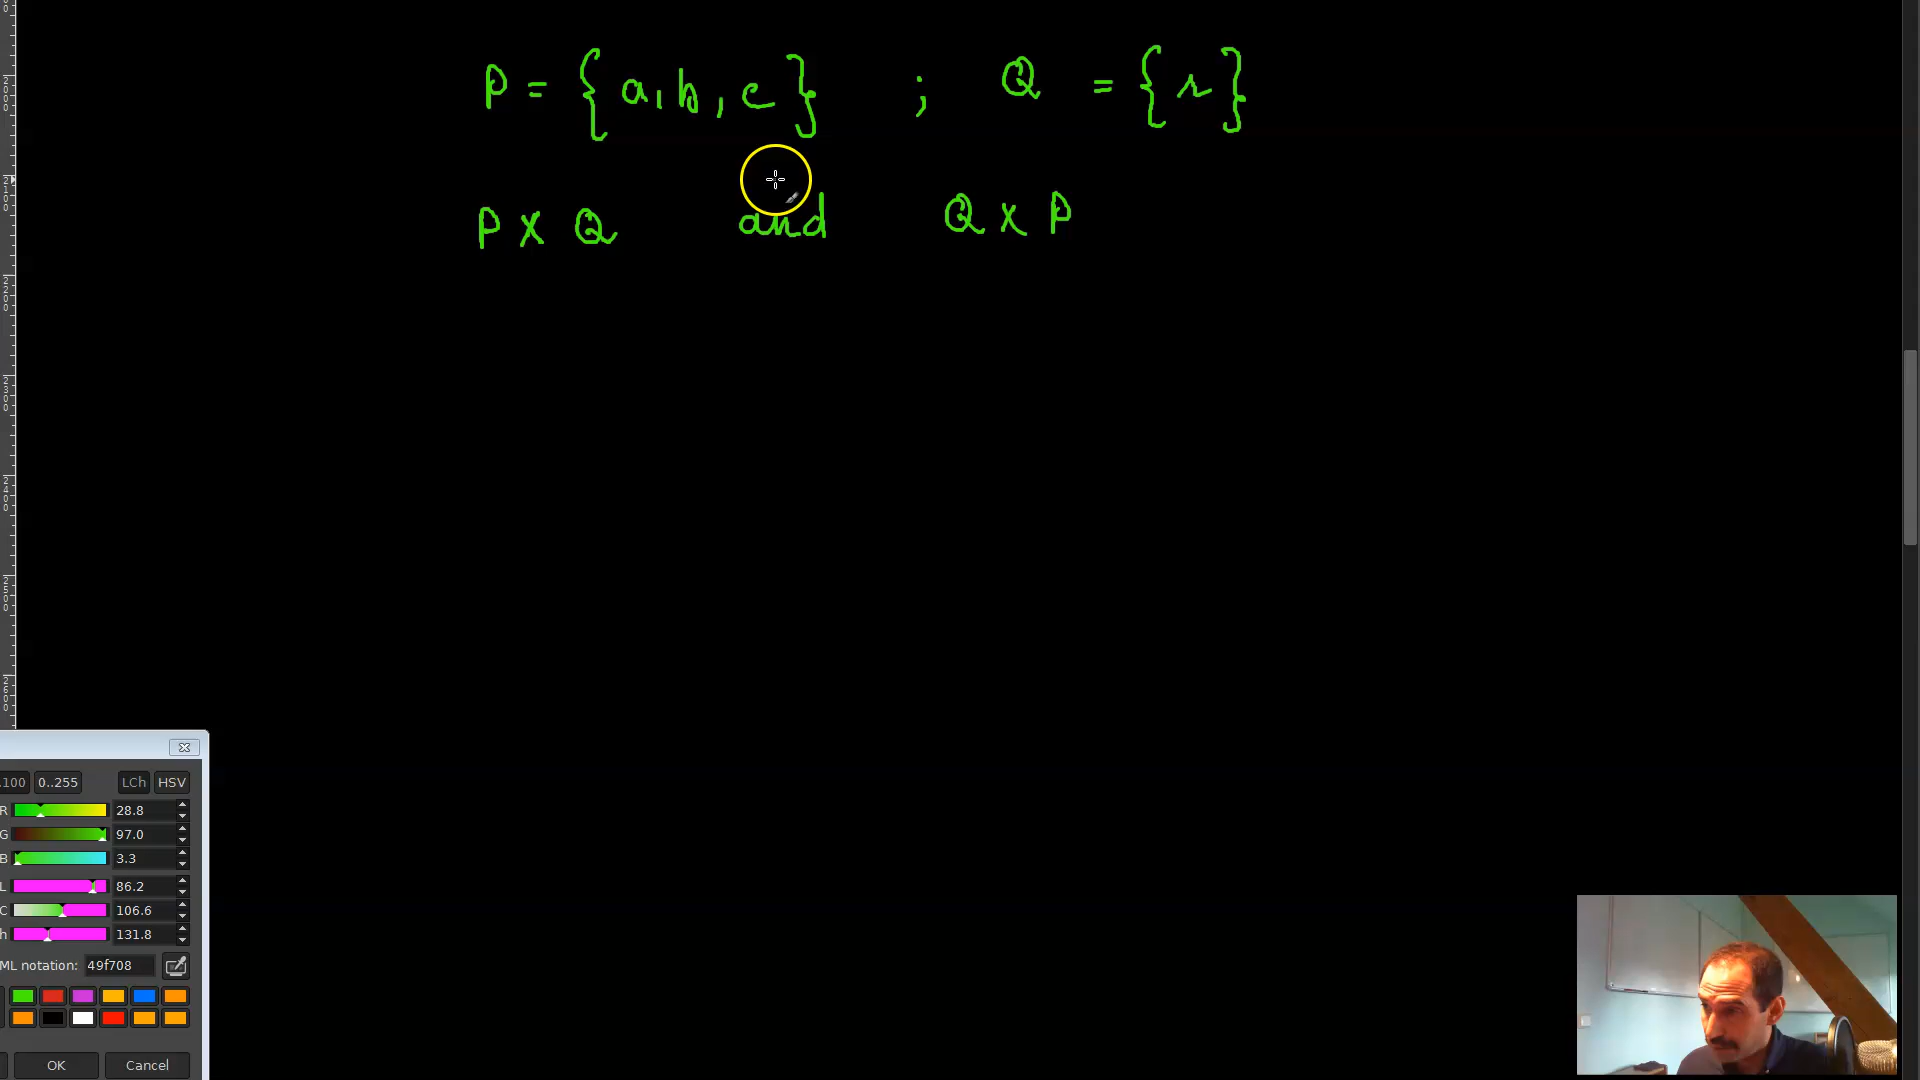 P = { a, b, c } ; Q = { r }
P X Q and Q X P
.100 0..255 LCh HSV
R 28.8
G 97.0
B 3.3
L 86.2
C 106.6
h 131.8
ML notation: 49f708
OK Cancel